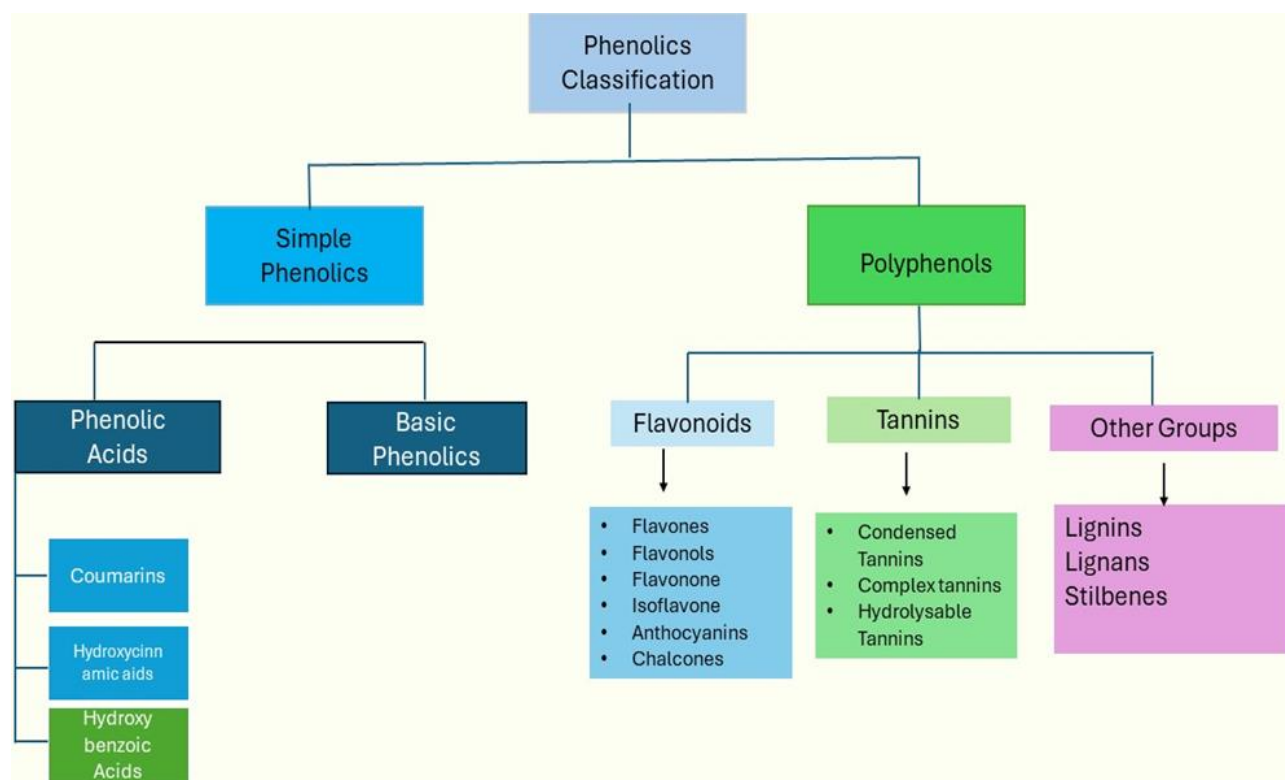 Phenolics
Classification
Simple
Phenolics
Polyphenols
Phenolic
Acids
Basic
Phenolics
Flavonoids
Tannins
Other Groups
Coumarins
Hydroxycinn
amic aids
Hydroxy
benzoic
Acids
• Flavones
• Flavonols
• Flavonone
• Isoflavone
• Anthocyanins
• Chalcones
• Condensed
Tannins
• Complex tannins
• Hydrolysable
Tannins
Lignins
Lignans
Stilbenes